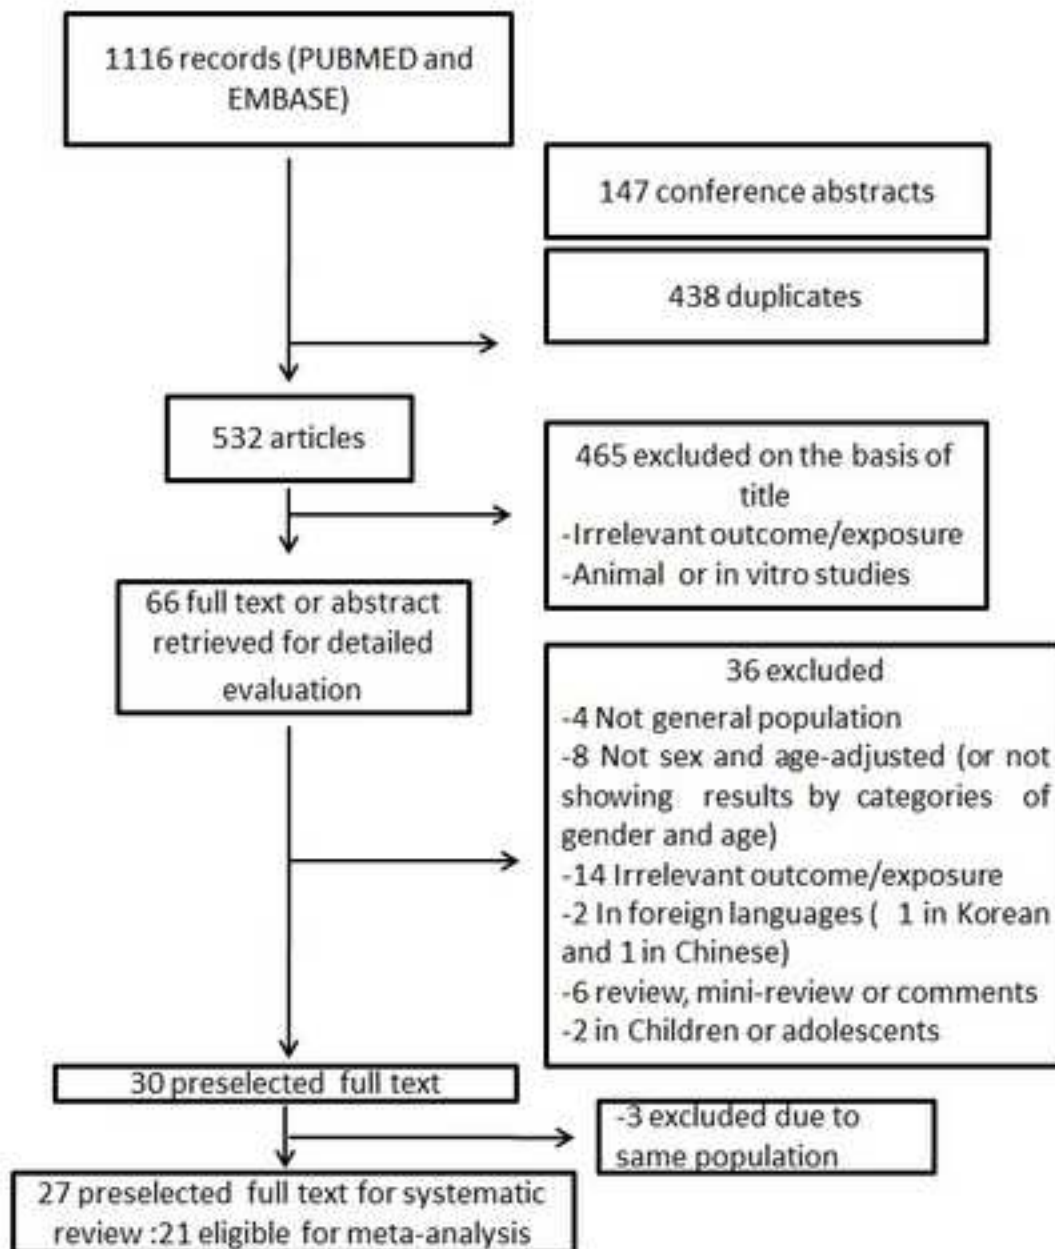 1116 records (PUBMED and
EMBASE)
147 conference abstracts
438 duplicates
532 articles
465 excluded on the basis of
title
-Irrelevant outcome/exposure
-Animal or in vitro studies
66 full text or abstract
retrieved for detailed
evaluation
36 excluded
-4 Not general population
-8 Not sex and age-adjusted (or not
showing results by categories of
gender and age)
-14 Irrelevant outcome/exposure
-2 In foreign languages ( 1 in Korean
and 1 in Chinese)
-6 review, mini-review or comments
-2 in Children or adolescents
30 preselected full text
-3 excluded due to
same population
27 preselected full text for systematic
review :21 eligible for meta-analysis